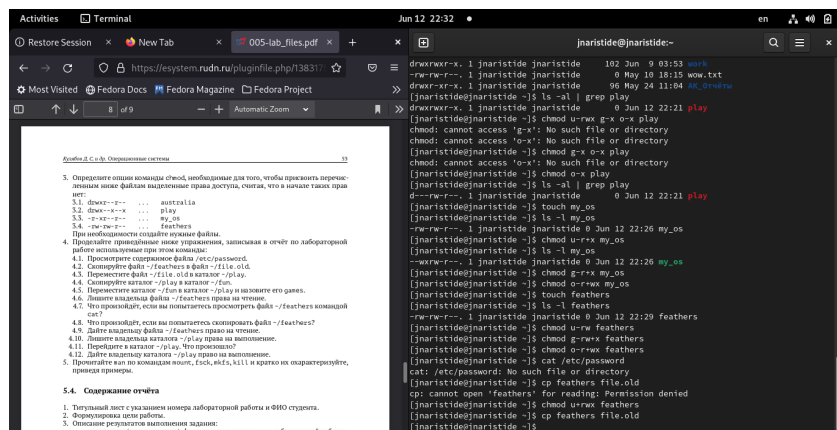 Activities Terminal Jun 12 22:32 en
Restore Session × New Tab × 005-lab_files.pdf × + ×
https://esystem.rudn.ru/pluginfile.php/138317
Most Visited Fedora Docs Fedora Magazine Fedora Project
8 of 9 — + Automatic Zoom
Кулябов Д. С. и др. Операционные системы 53
3. Определите опции команды chmod, необходимые для того, чтобы присвоить перечис-
ленным ниже файлам выделенные права доступа, считая, что в начале таких прав
нет:
3.1. drwxr--r-- ... australia
3.2. drwx--x--x ... play
3.3. -r-xr--r-- ... my_os
3.4. -rw-rw-r-- ... feathers
При необходимости создайте нужные файлы.
4. Проделайте приведённые ниже упражнения, записывая в отчёт по лабораторной
работе используемые при этом команды:
4.1. Просмотрите содержимое файла /etc/password.
4.2. Скопируйте файл ~/feathers в файл ~/file.old.
4.3. Переместите файл ~/file.old в каталог ~/play.
4.4. Скопируйте каталог ~/play в каталог ~/fun.
4.5. Переместите каталог ~/fun в каталог ~/play и назовите его games.
4.6. Лишите владельца файла ~/feathers права на чтение.
4.7. Что произойдёт, если вы попытаетесь просмотреть файл ~/feathers командой
cat?
4.8. Что произойдёт, если вы попытаетесь скопировать файл ~/feathers?
4.9. Дайте владельцу файла ~/feathers право на чтение.
4.10. Лишите владельца каталога ~/play права на выполнение.
4.11. Перейдите в каталог ~/play. Что произошло?
4.12. Дайте владельцу каталога ~/play право на выполнение.
5. Прочитайте man по командам mount, fsck, mkfs, kill и кратко их охарактеризуйте,
приведя примеры.
5.4. Содержание отчёта
1. Титульный лист с указанием номера лабораторной работы и ФИО студента.
2. Формулировка цели работы.
3. Описание результатов выполнения задания:
jnaristide@jnaristide:~
drwxrwxr-x. 1 jnaristide jnaristide 102 Jun 9 03:53 work
-rw-rw-r--. 1 jnaristide jnaristide 0 May 10 18:15 wow.txt
drwxr-xr-x. 1 jnaristide jnaristide 96 May 24 11:04 АК_Отчёты
[jnaristide@jnaristide ~]$ ls -al | grep play
drwxrwxr-x. 1 jnaristide jnaristide 0 Jun 12 22:21 play
[jnaristide@jnaristide ~]$ chmod u-rwx g-x o-x play
chmod: cannot access 'g-x': No such file or directory
chmod: cannot access 'o-x': No such file or directory
[jnaristide@jnaristide ~]$ chmod g-x o-x play
chmod: cannot access 'o-x': No such file or directory
[jnaristide@jnaristide ~]$ chmod o-x play
[jnaristide@jnaristide ~]$ ls -al | grep play
d---rw-r--. 1 jnaristide jnaristide 0 Jun 12 22:21 play
[jnaristide@jnaristide ~]$ touch my_os
[jnaristide@jnaristide ~]$ ls -l my_os
-rw-rw-r--. 1 jnaristide jnaristide 0 Jun 12 22:26 my_os
[jnaristide@jnaristide ~]$ chmod u-r+x my_os
[jnaristide@jnaristide ~]$ ls -l my_os
--wxrw-r--. 1 jnaristide jnaristide 0 Jun 12 22:26 my_os
[jnaristide@jnaristide ~]$ chmod g-r+x my_os
[jnaristide@jnaristide ~]$ chmod o-r+wx my_os
[jnaristide@jnaristide ~]$ touch feathers
[jnaristide@jnaristide ~]$ ls -l feathers
-rw-rw-r--. 1 jnaristide jnaristide 0 Jun 12 22:29 feathers
[jnaristide@jnaristide ~]$ chmod u-rw feathers
[jnaristide@jnaristide ~]$ chmod g-rw+x feathers
[jnaristide@jnaristide ~]$ chmod o-r+wx feathers
[jnaristide@jnaristide ~]$ cat /etc/password
cat: /etc/password: No such file or directory
[jnaristide@jnaristide ~]$ cp feathers file.old
cp: cannot open 'feathers' for reading: Permission denied
[jnaristide@jnaristide ~]$ chmod u+rwx feathers
[jnaristide@jnaristide ~]$ cp feathers file.old
[jnaristide@jnaristide ~]$